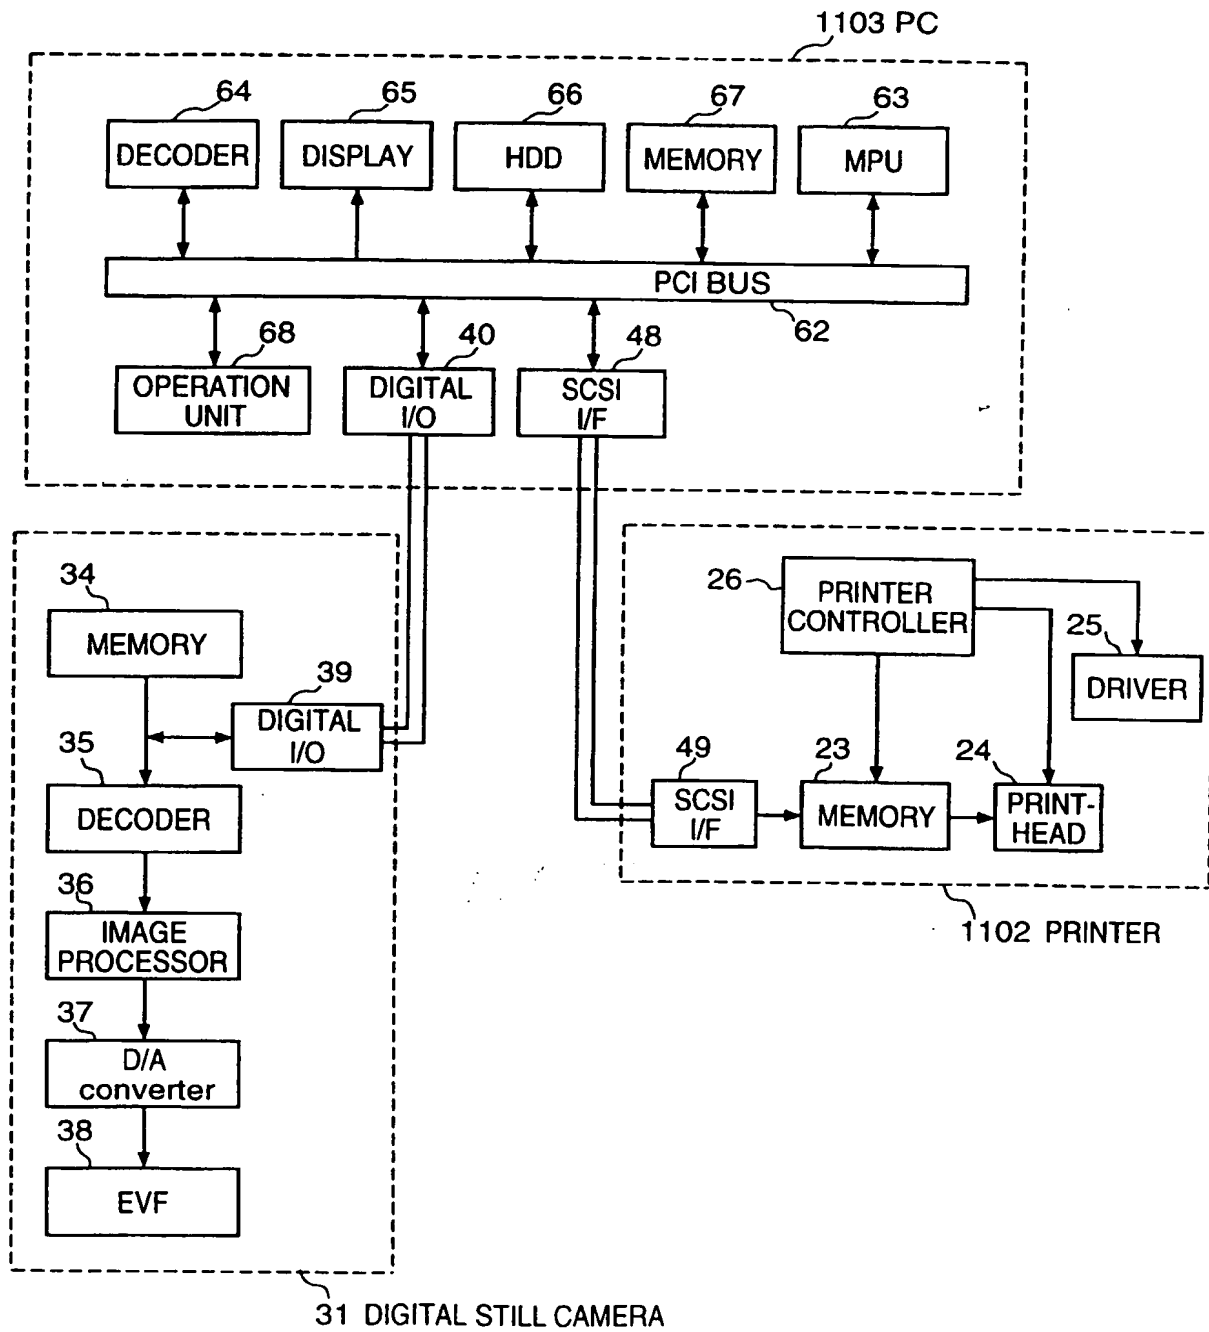 1103 PC
64
65
66
67
63
DECODER
DISPLAY
HDD
MEMORY
MPU
PCI BUS
62
68
40
48
OPERATION
UNIT
DIGITAL
I/O
SCSI
I/F
34
MEMORY
39
DIGITAL
I/O
35
DECODER
36
IMAGE
PROCESSOR
37
D/A
converter
38
EVF
31 DIGITAL STILL CAMERA
26
PRINTER
CONTROLLER
25
DRIVER
49
SCSI
I/F
23
MEMORY
24
PRINT-
HEAD
1102 PRINTER